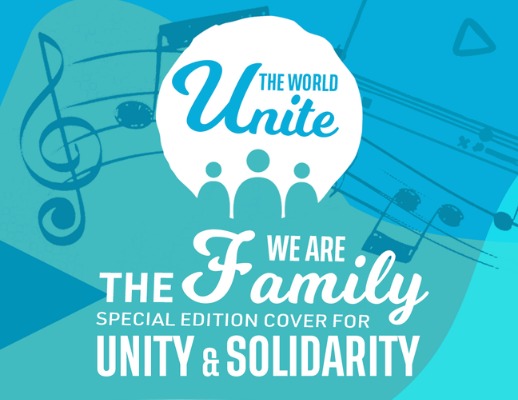 THE WORLD
Unite
WE ARE
THE Family
SPECIAL EDITION COVER FOR
UNITY & SOLIDARITY